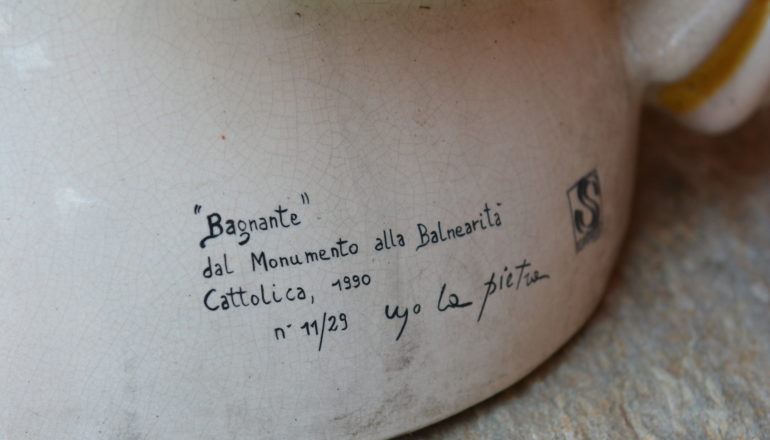 "Bagnante"
dal Monumento alla Balnearità
Cattolica, 1990
n° 11/29 ugo la pietra
S